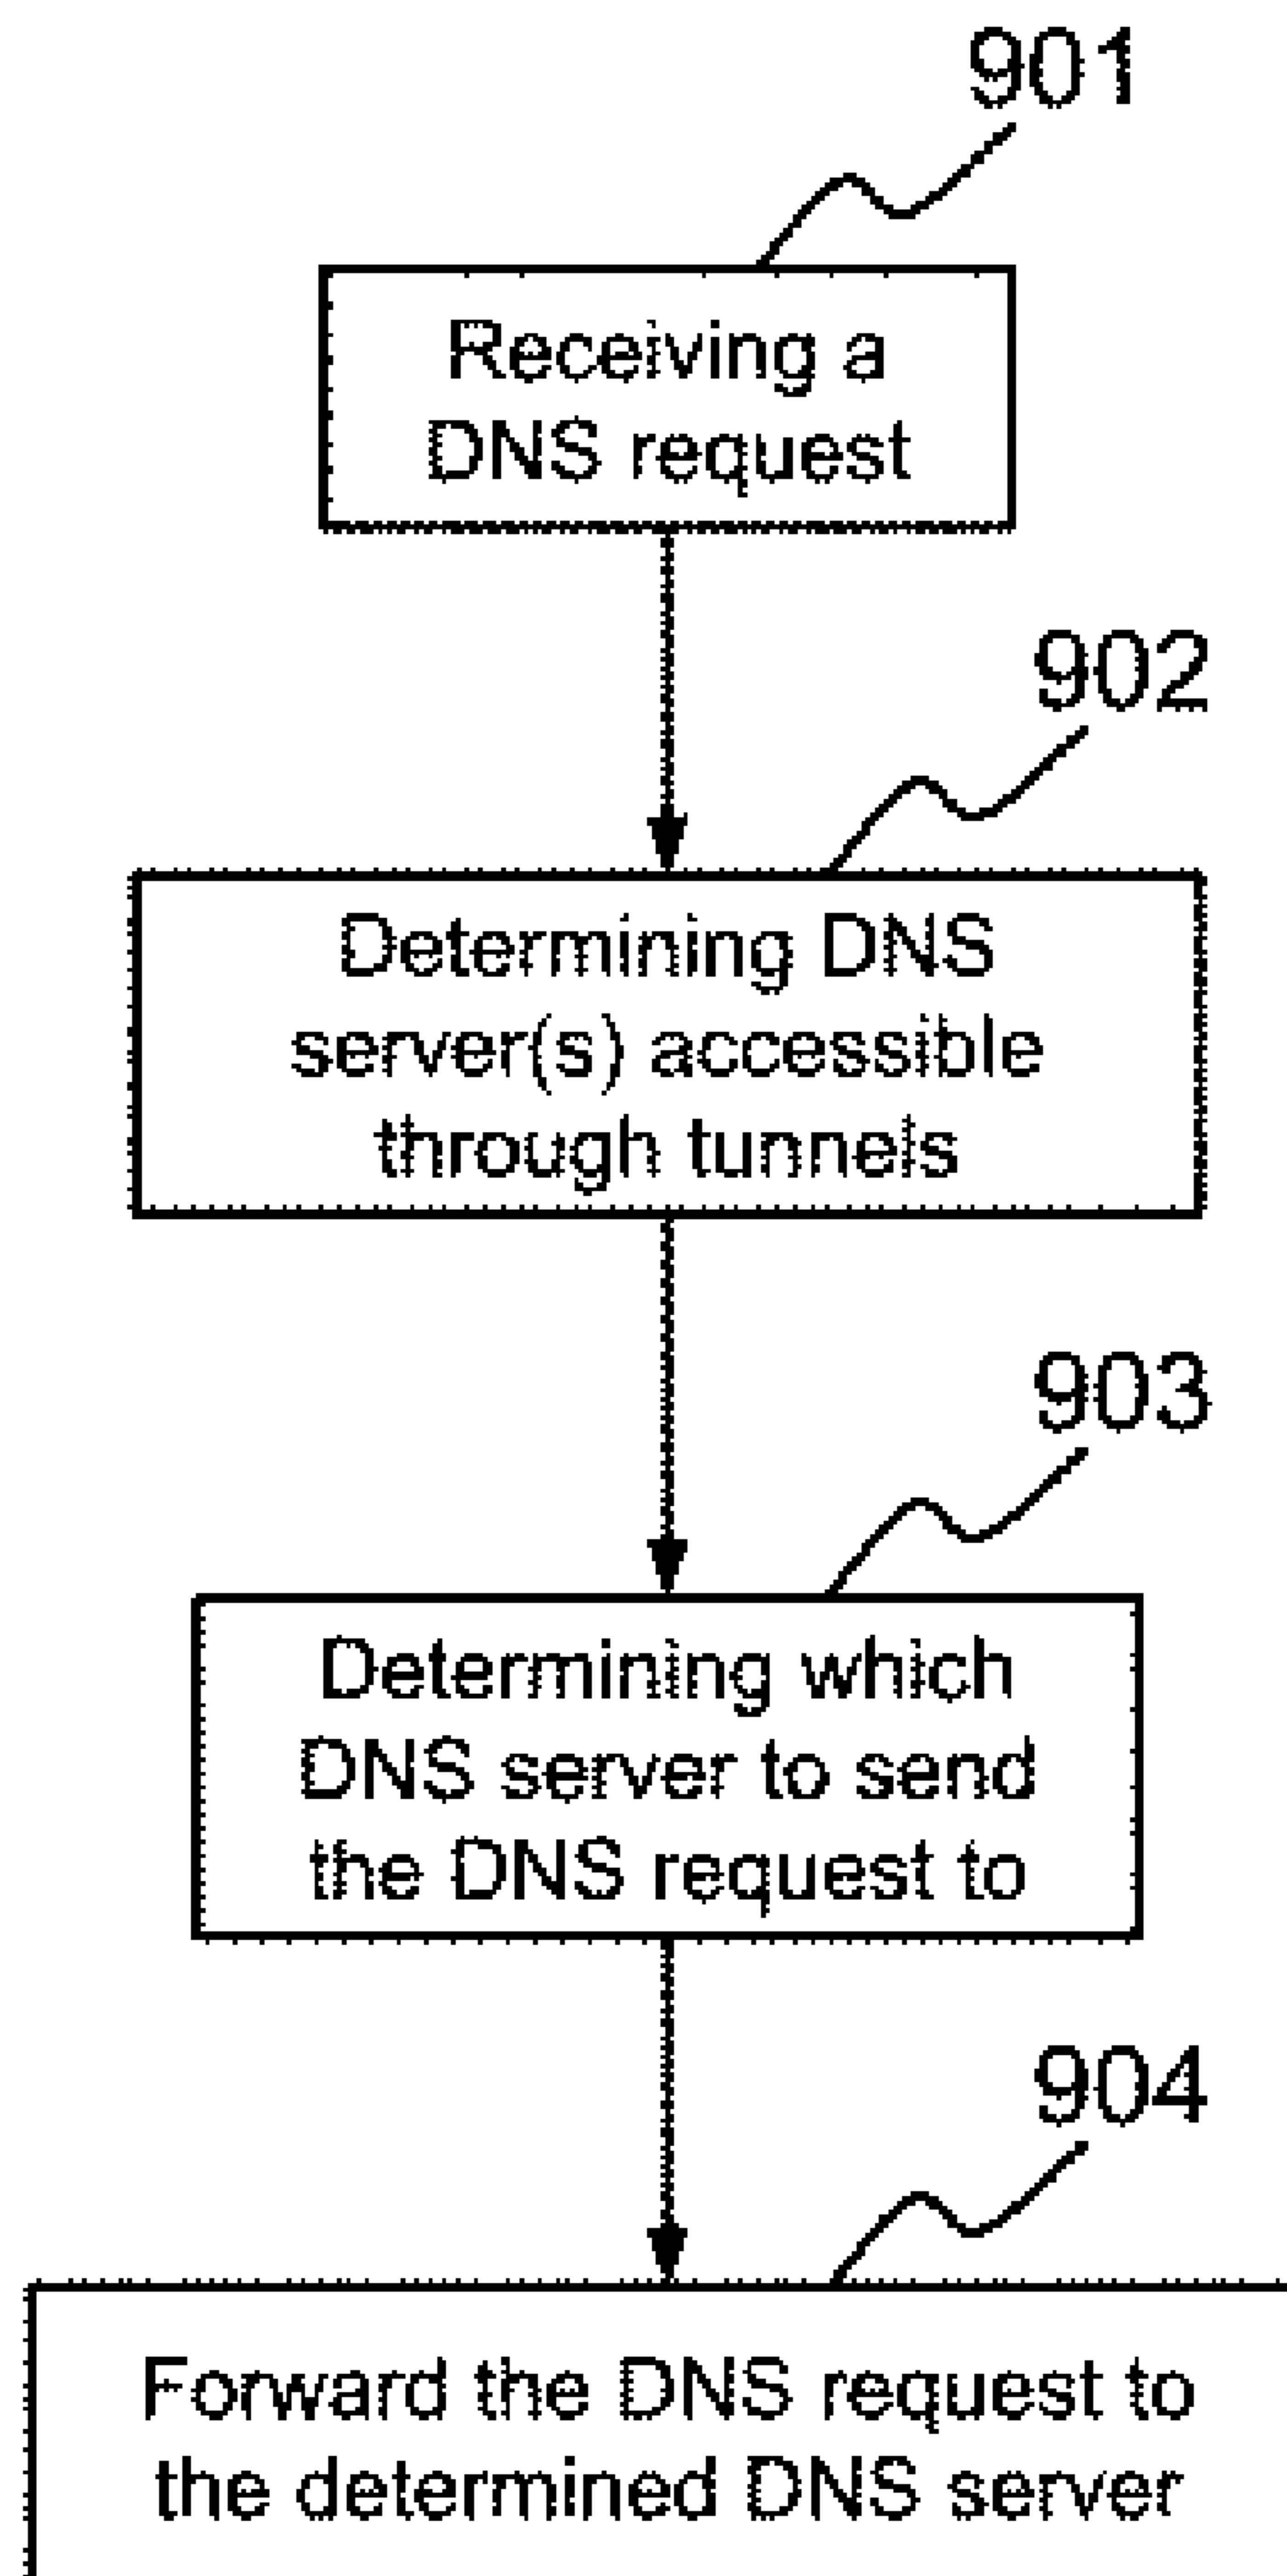 901
Receiving a
DNS request
902
Determining DNS
server(s) accessible
through tunnels
903
Determining which
DNS server to send
the DNS request to
904
Forward the DNS request to
the determined DNS server